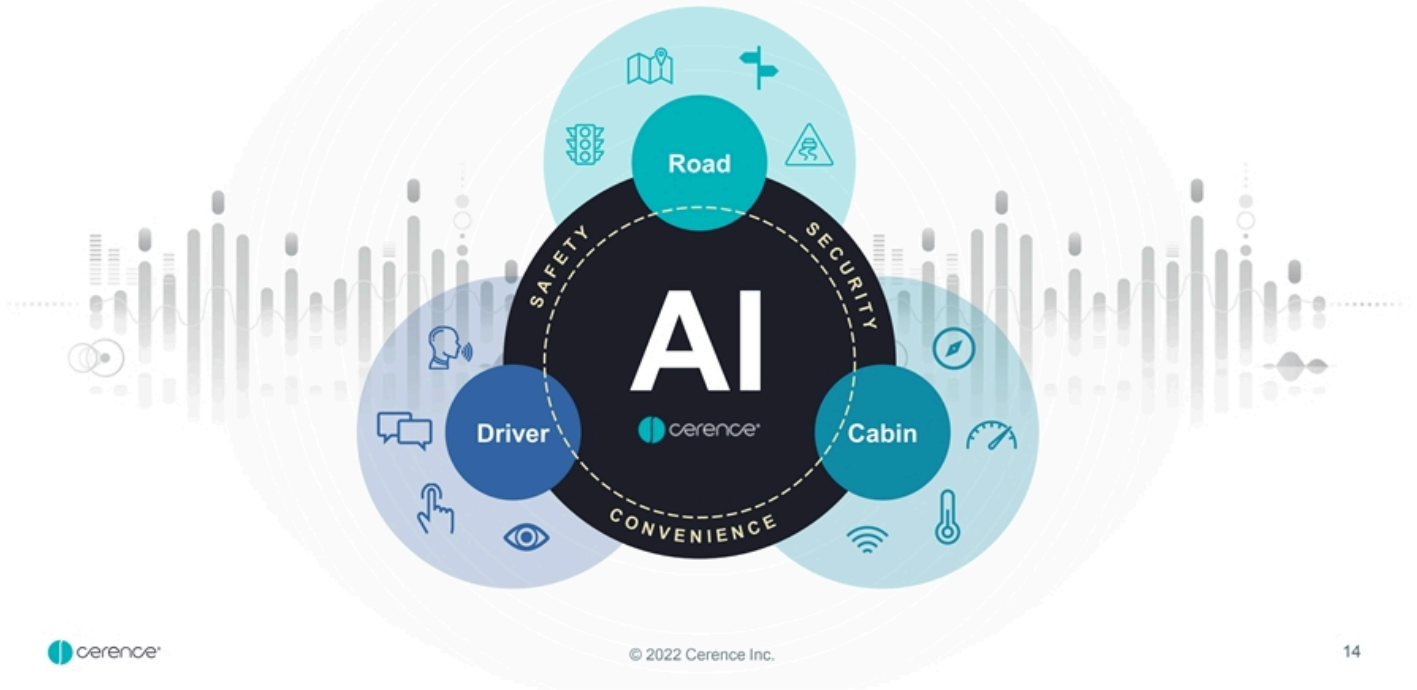 Road
SAFETY
SECURITY
AI
cerence
Driver
Cabin
CONVENIENCE
cerence
© 2022 Cerence Inc.
14